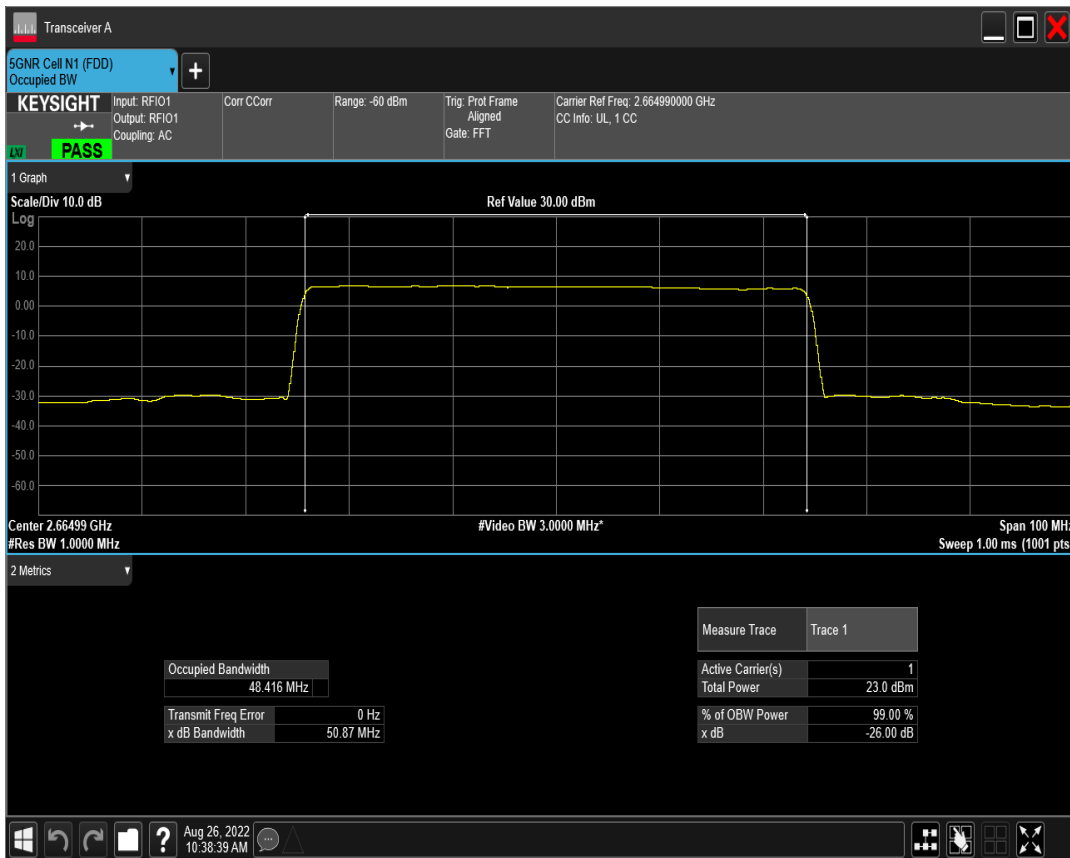 Transceiver A
5GNR Cell N1 (FDD)
Occupied BW
+
KEYSIGHT
LXI
PASS
Input: RFIO1
Output: RFIO1
Coupling: AC
Corr CCorr
Range: -60 dBm
Trig: Prot Frame
Aligned
Gate: FFT
Carrier Ref Freq: 2.664990000 GHz
CC Info: UL, 1 CC
1 Graph
Scale/Div 10.0 dB
Ref Value 30.00 dBm
Log
20.0
10.0
0.00
-10.0
-20.0
-30.0
-40.0
-50.0
-60.0
Center 2.66499 GHz
#Video BW 3.0000 MHz*
Span 100 MHz
#Res BW 1.0000 MHz
Sweep 1.00 ms (1001 pts
2 Metrics
Measure Trace Trace 1
Occupied Bandwidth
48.416 MHz
Active Carrier(s) 1
Total Power 23.0 dBm
Transmit Freq Error 0 Hz
x dB Bandwidth 50.87 MHz
% of OBW Power 99.00 %
x dB -26.00 dB
?
Aug 26, 2022
10:38:39 AM